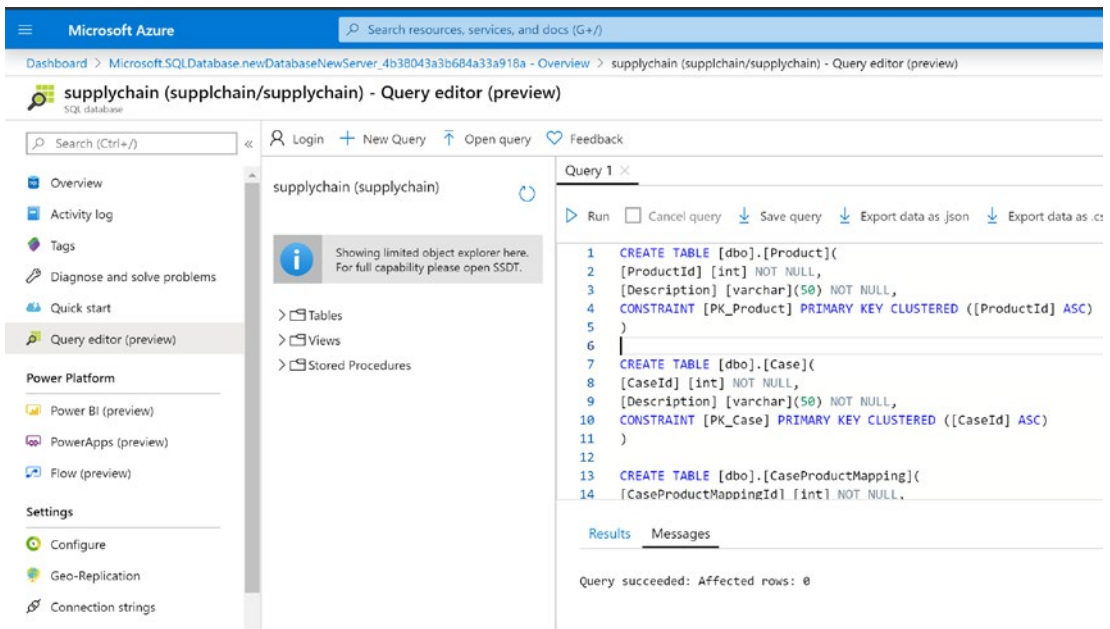 Microsoft Azure
Search resources, services, and docs (G+/)
Dashboard > Microsoft.SQLDatabase.newDatabaseNewServer_4b38043a3b684a33a918a - Overview > supplychain (supplchain/supplychain) - Query editor (preview)
supplychain (supplchain/supplychain) - Query editor (preview)
SQL database
Search (Ctrl+/)
«
Overview
Activity log
Tags
Diagnose and solve problems
Quick start
Query editor (preview)
Power Platform
Power BI (preview)
PowerApps (preview)
Flow (preview)
Settings
Configure
Geo-Replication
Connection strings
Login
New Query
Open query
Feedback
supplychain (supplychain)
Showing limited object explorer here.
For full capability please open SSDT.
Tables
Views
Stored Procedures
Query 1
Run
Cancel query
Save query
Export data as .json
Export data as .cs
1 CREATE TABLE [dbo].[Product](
2 [ProductId] [int] NOT NULL,
3 [Description] [varchar](50) NOT NULL,
4 CONSTRAINT [PK_Product] PRIMARY KEY CLUSTERED ([ProductId] ASC)
5 )
6
7 CREATE TABLE [dbo].[Case](
8 [CaseId] [int] NOT NULL,
9 [Description] [varchar](50) NOT NULL,
10 CONSTRAINT [PK_Case] PRIMARY KEY CLUSTERED ([CaseId] ASC)
11 )
12
13 CREATE TABLE [dbo].[CaseProductMapping](
14 [CaseProductMappingId] [int] NOT NULL,
Results Messages
Query succeeded: Affected rows: 0